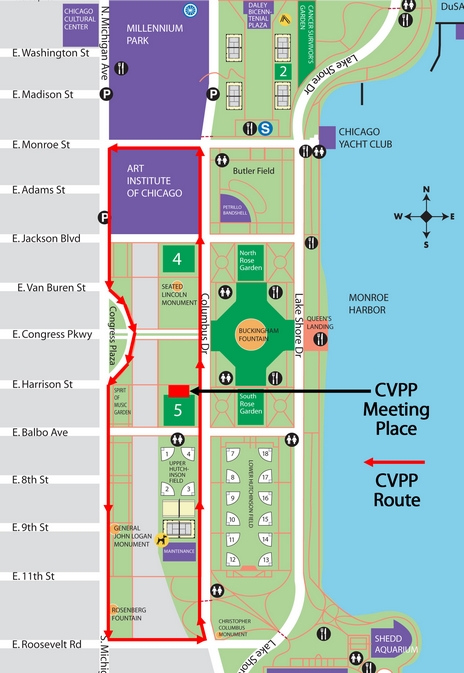 CHICAGO
CULTURAL
CENTER
N. Michigan Ave
MILLENNIUM
PARK
DALEY
BICENN-
TENNIAL
PLAZA
CANCER SURVIVOR'S
GARDEN
DuSA
E. Washington St
2
Lake Shore Dr
E. Madison St
P
P
S
E. Monroe St
CHICAGO
YACHT CLUB
ART
INSTITUTE
OF CHICAGO
Butler Field
E. Adams St
PETRILLO
BANDSHELL
N
W
E
S
P
E. Jackson Blvd
4
North
Rose
Garden
E. Van Buren St
SEATED
LINCOLN
MONUMENT
Columbus Dr
Lake Shore Dr
MONROE
HARBOR
Congress Plaza
QUEEN'S
LANDING
E. Congress Pkwy
BUCKINGHAM
FOUNTAIN
E. Harrison St
SPIRIT
OF
MUSIC
GARDEN
5
South
Rose
Garden
CVPP
Meeting
Place
E. Balbo Ave
1
4
UPPER
HUTCH-
INSON
FIELD
2
3
7
18
8
17
9
16
10
15
11
14
12
13
LOWER HUTCHINSON FIELD
CVPP
Route
E. 8th St
E. 9th St
GENERAL
JOHN LOGAN
MONUMENT
MAINTENANCE
E. 11th St
ROSENBERG
FOUNTAIN
CHRISTOPHER
COLUMBUS
MONUMENT
E. Roosevelt Rd
S. Michig
Lake Shor
SHEDD
AQUARIUM